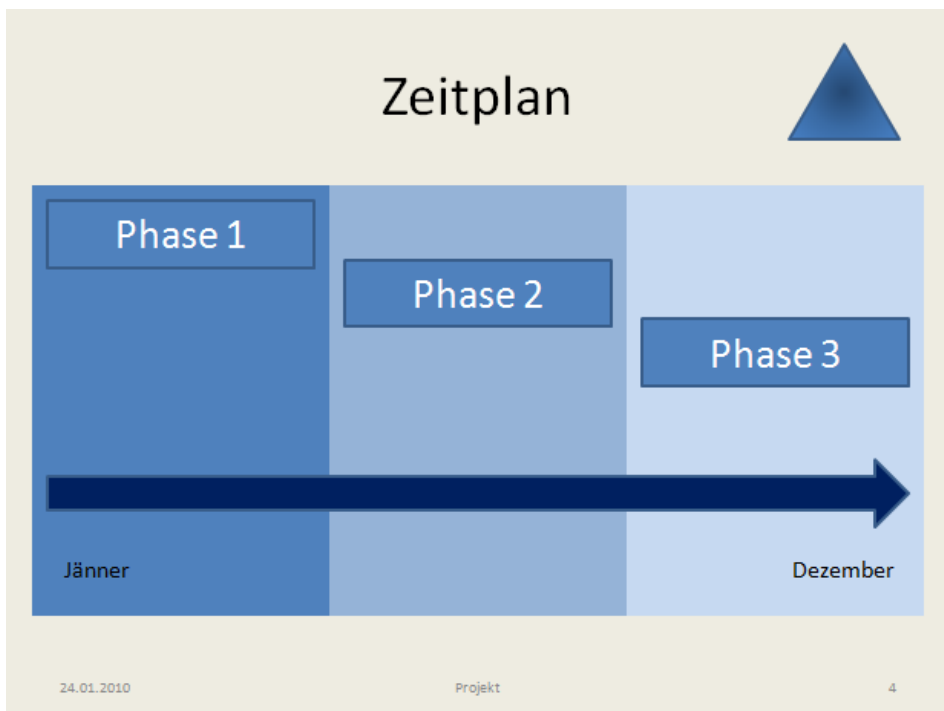 Zeitplan
Phase 1
Phase 2
Phase 3
Jänner
Dezember
24.01.2010
Projekt
4